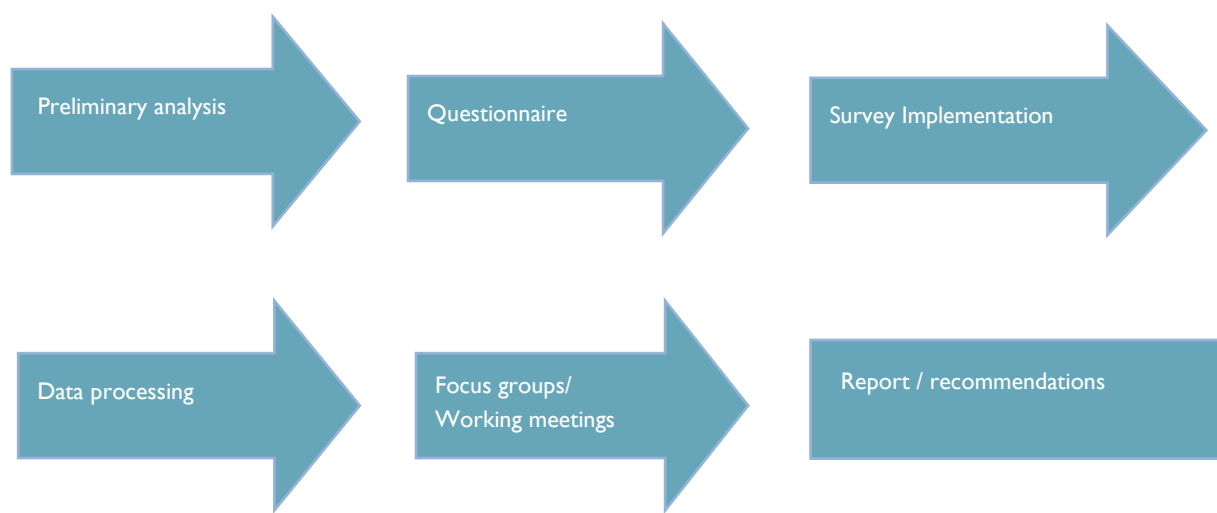 Preliminary analysis
Questionnaire
Survey Implementation
Data processing
Focus groups/
Working meetings
Report / recommendations